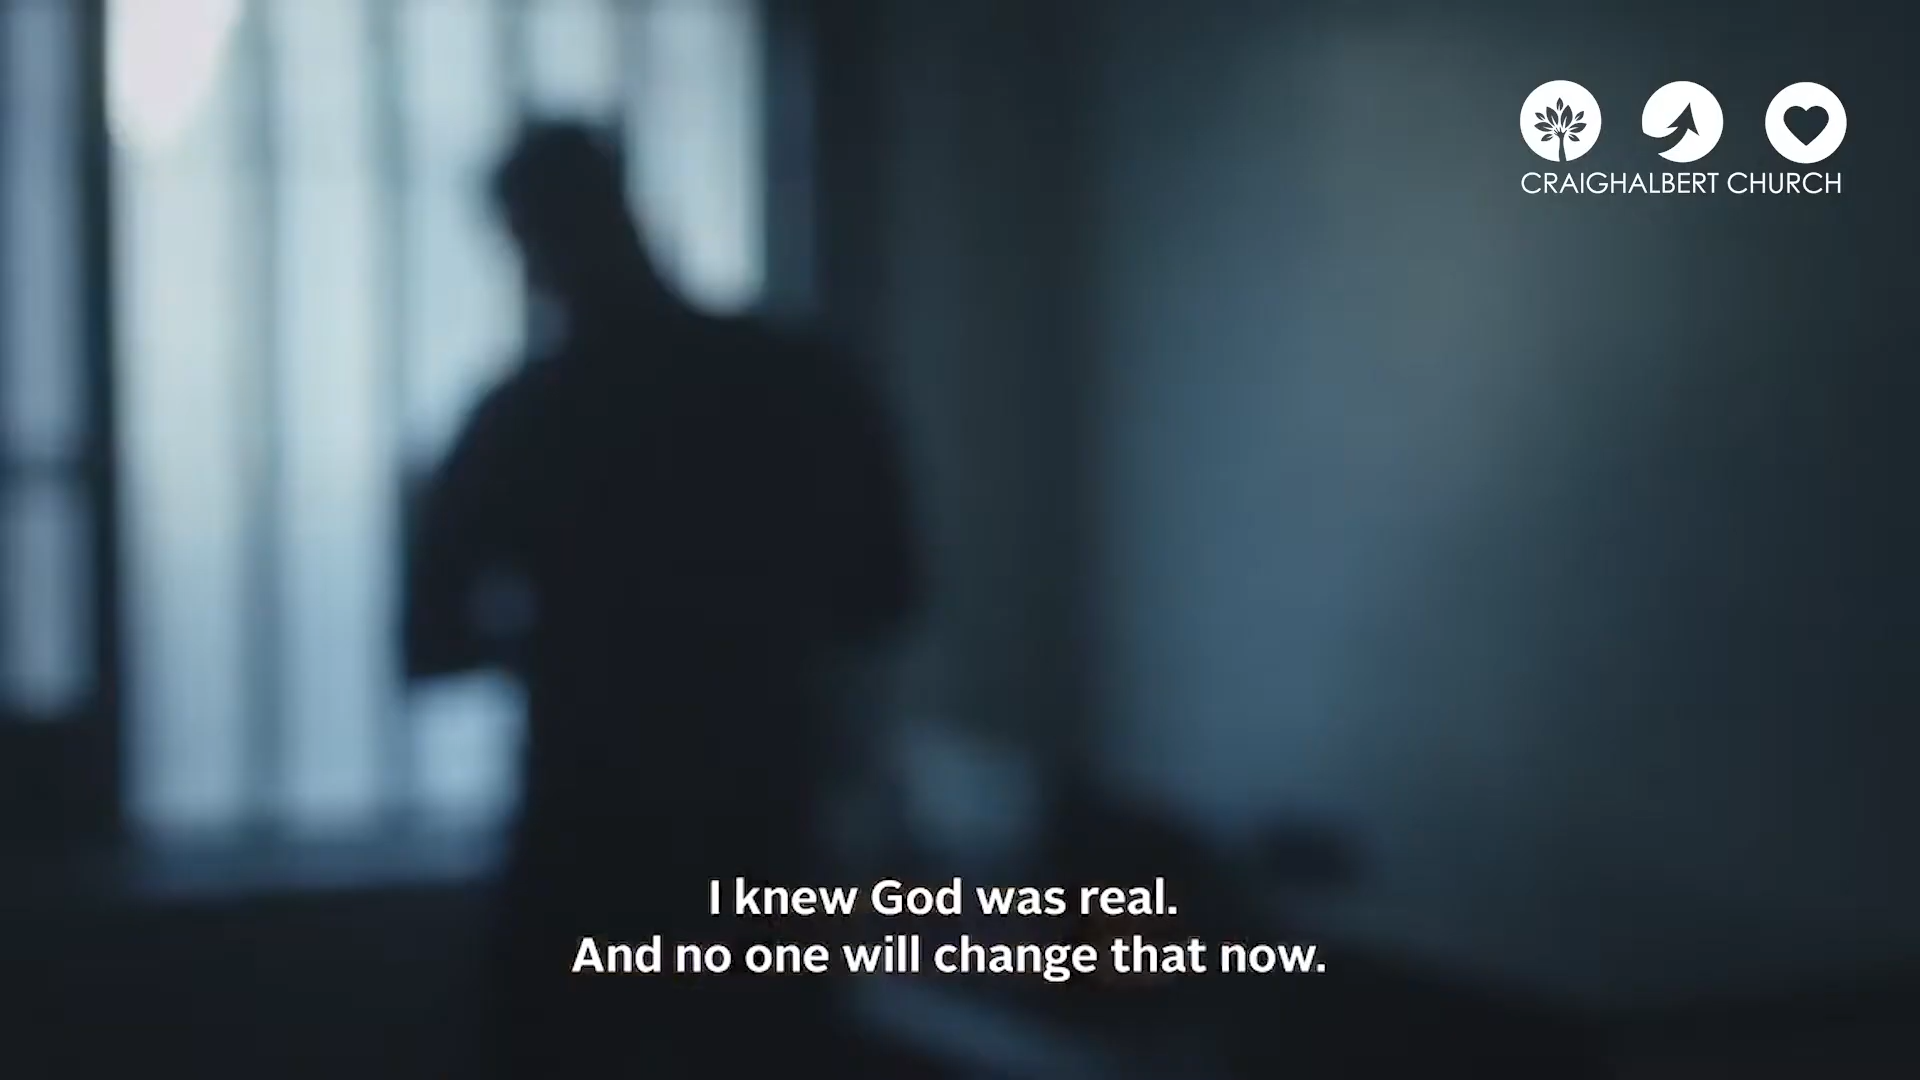 CRAIGHALBERT CHURCH
I knew God was real.
And no one will change that now.